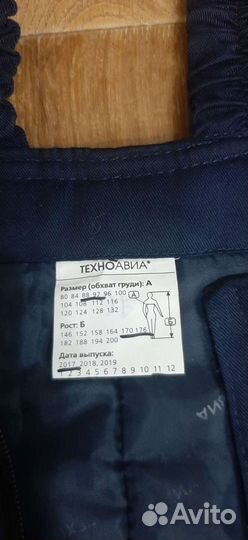 ТЕХНОАВИА®
Размер (обхват груди): А
80 84 88 92 96 100
104 108 112 116
120 124 128 132
А
Рост: Б
146 152 158 164 170 176
182 188 194 200
Б
Дата выпуска:
2017, 2018, 2019
1 2 3 4 5 6 7 8 9 10 11 12
Avito